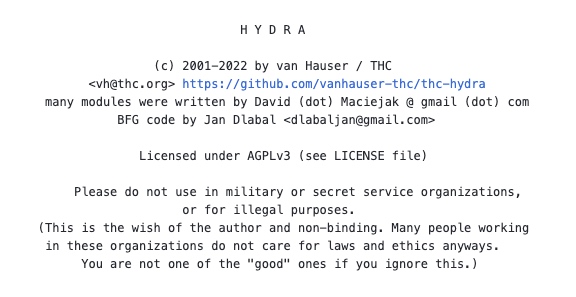 H Y D R A
(c) 2001-2022 by van Hauser / THC
<vh@thc.org> https://github.com/vanhauser-thc/thc-hydra
many modules were written by David (dot) Maciejak @ gmail (dot) com
BFG code by Jan Dlabal <dlabaljan@gmail.com>
Licensed under AGPLv3 (see LICENSE file)
Please do not use in military or secret service organizations,
or for illegal purposes.
(This is the wish of the author and non-binding. Many people working
in these organizations do not care for laws and ethics anyways.
You are not one of the "good" ones if you ignore this.)